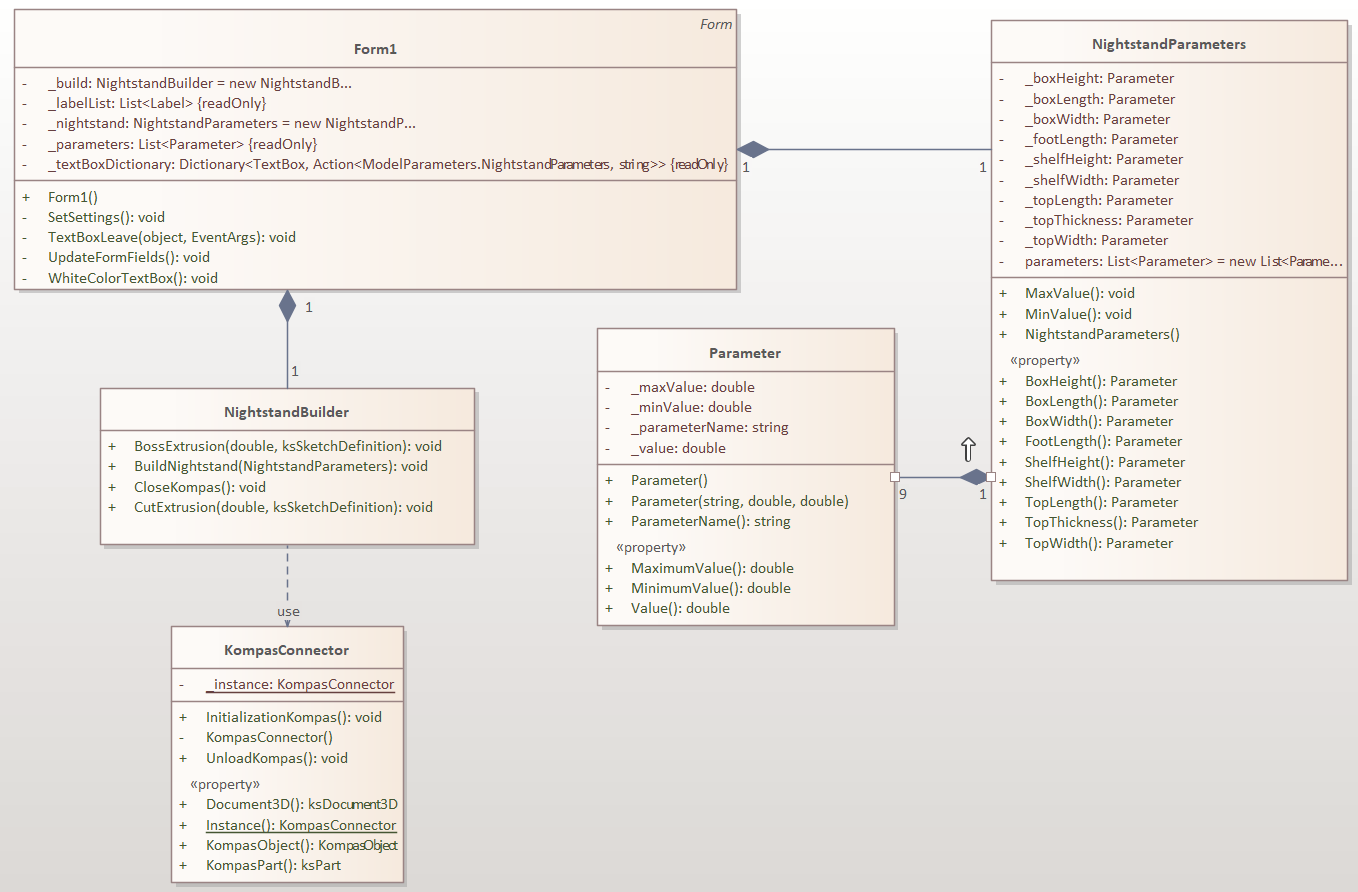 Form
Form1
- _build: NightstandBuilder = new NightstandB...
- _labelList: List<Label> {readOnly}
- _nightstand: NightstandParameters = new NightstandP...
- _parameters: List<Parameter> {readOnly}
- _textBoxDictionary: Dictionary<TextBox, Action<ModelParameters.NightstandParameters, string>> {readOnly}
+ Form1()
- SetSettings(): void
- TextBoxLeave(object, EventArgs): void
- UpdateFormFields(): void
- WhiteColorTextBox(): void
1
1
1
1
NightstandParameters
- _boxHeight: Parameter
- _boxLength: Parameter
- _boxWidth: Parameter
- _footLength: Parameter
- _shelfHeight: Parameter
- _shelfWidth: Parameter
- _topLength: Parameter
- _topThickness: Parameter
- _topWidth: Parameter
- parameters: List<Parameter> = new List<Parame...
+ MaxValue(): void
+ MinValue(): void
+ NightstandParameters()
«property»
+ BoxHeight(): Parameter
+ BoxLength(): Parameter
+ BoxWidth(): Parameter
+ FootLength(): Parameter
+ ShelfHeight(): Parameter
+ ShelfWidth(): Parameter
+ TopLength(): Parameter
+ TopThickness(): Parameter
+ TopWidth(): Parameter
Parameter
- _maxValue: double
- _minValue: double
- _parameterName: string
- _value: double
+ Parameter()
+ Parameter(string, double, double)
+ ParameterName(): string
«property»
+ MaximumValue(): double
+ MinimumValue(): double
+ Value(): double
9
1
NightstandBuilder
+ BossExtrusion(double, ksSketchDefinition): void
+ BuildNightstand(NightstandParameters): void
+ CloseKompas(): void
+ CutExtrusion(double, ksSketchDefinition): void
use
KompasConnector
- _instance: KompasConnector
+ InitializationKompas(): void
- KompasConnector()
+ UnloadKompas(): void
«property»
+ Document3D(): ksDocument3D
+ Instance(): KompasConnector
+ KompasObject(): KompasObject
+ KompasPart(): ksPart